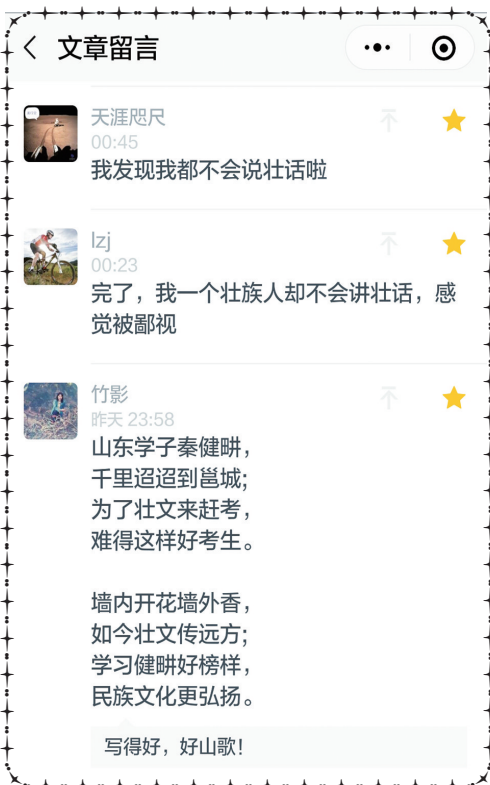 文章留言
天涯咫尺
00:45
我发现我都不会说壮话啦
lzj
00:23
完了，我一个壮族人却不会讲壮话，感
觉被鄙视
竹影
昨天 23:58
山东学子秦健畊，
千里迢迢到邕城；
为了壮文来赶考，
难得这样好考生。
墙内开花墙外香，
如今壮文传远方；
学习健畊好榜样，
民族文化更弘扬。
写得好，好山歌！